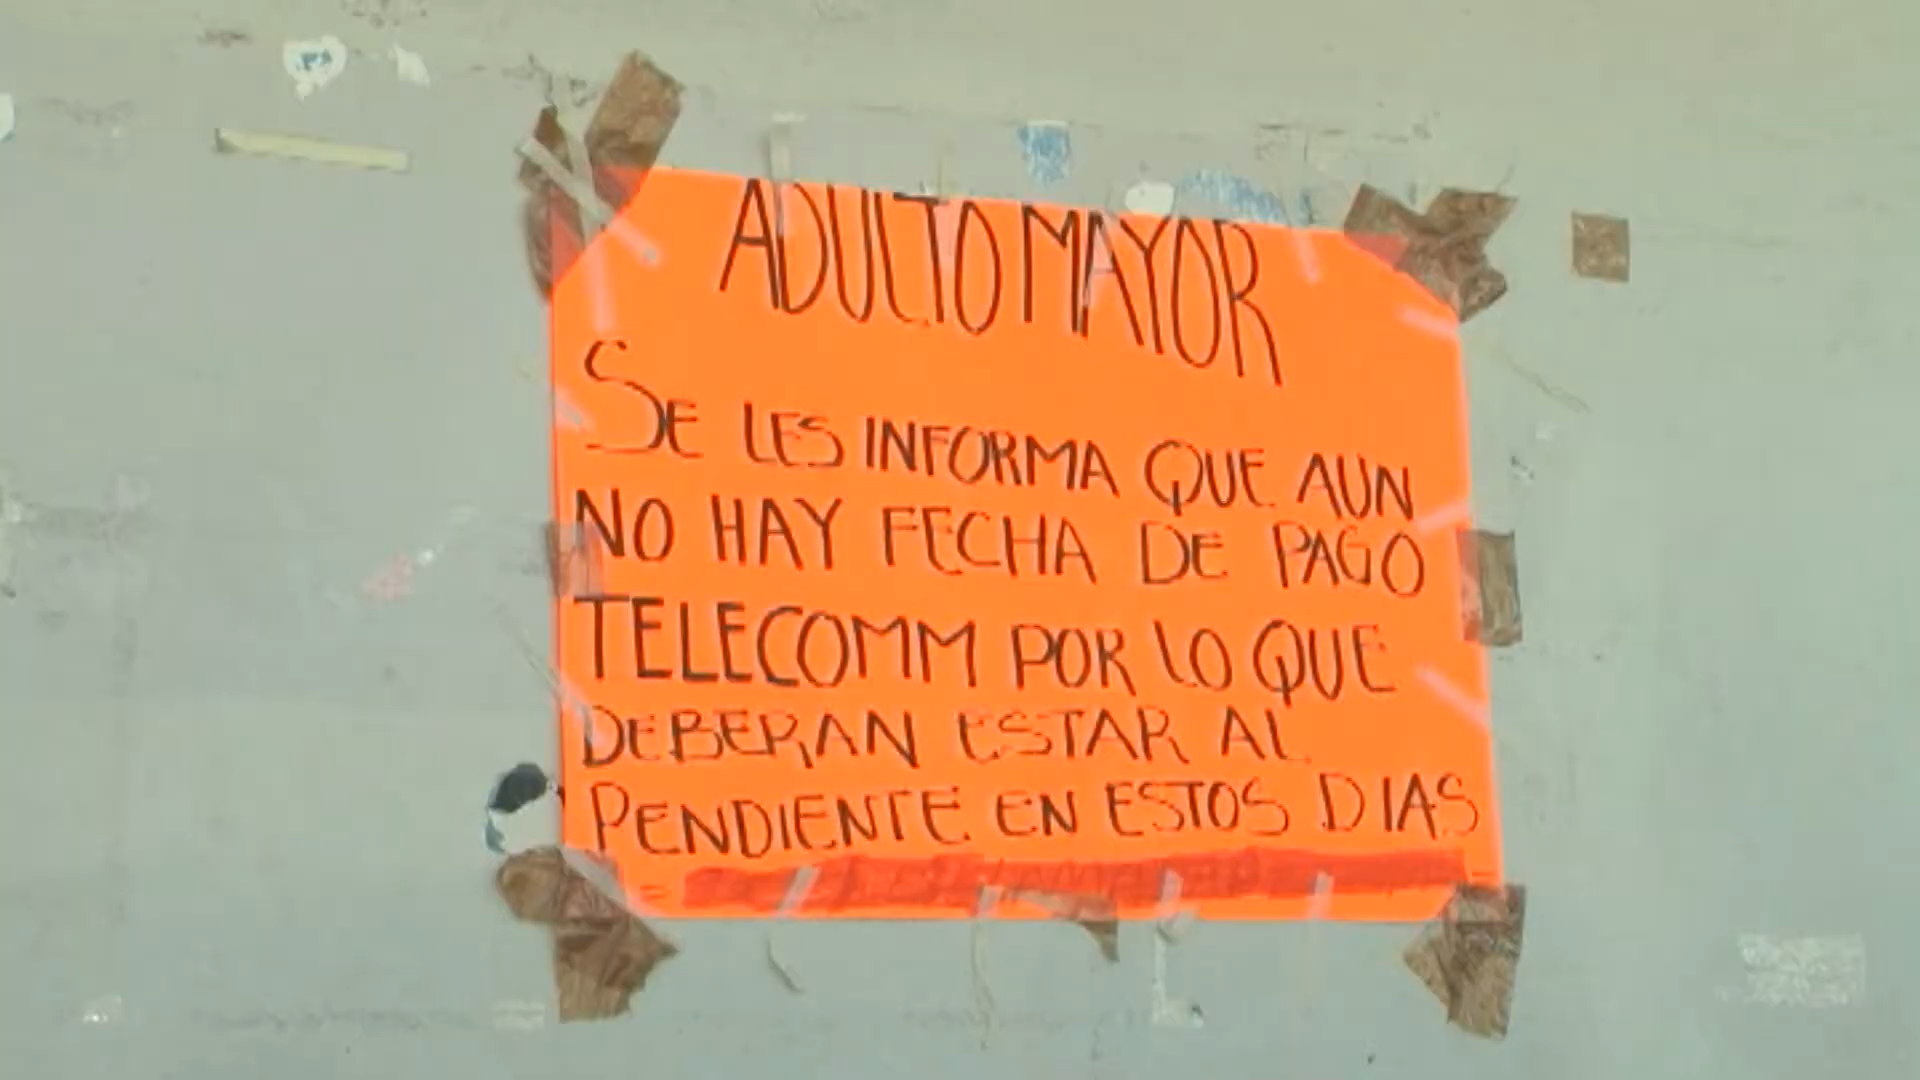 ADULTO MAYOR
SE LES INFORMA QUE AUN
NO HAY FECHA DE PAGO
TELECOMM POR LO QUE
DEBERAN ESTAR AL
PENDIENTE EN ESTOS DIAS